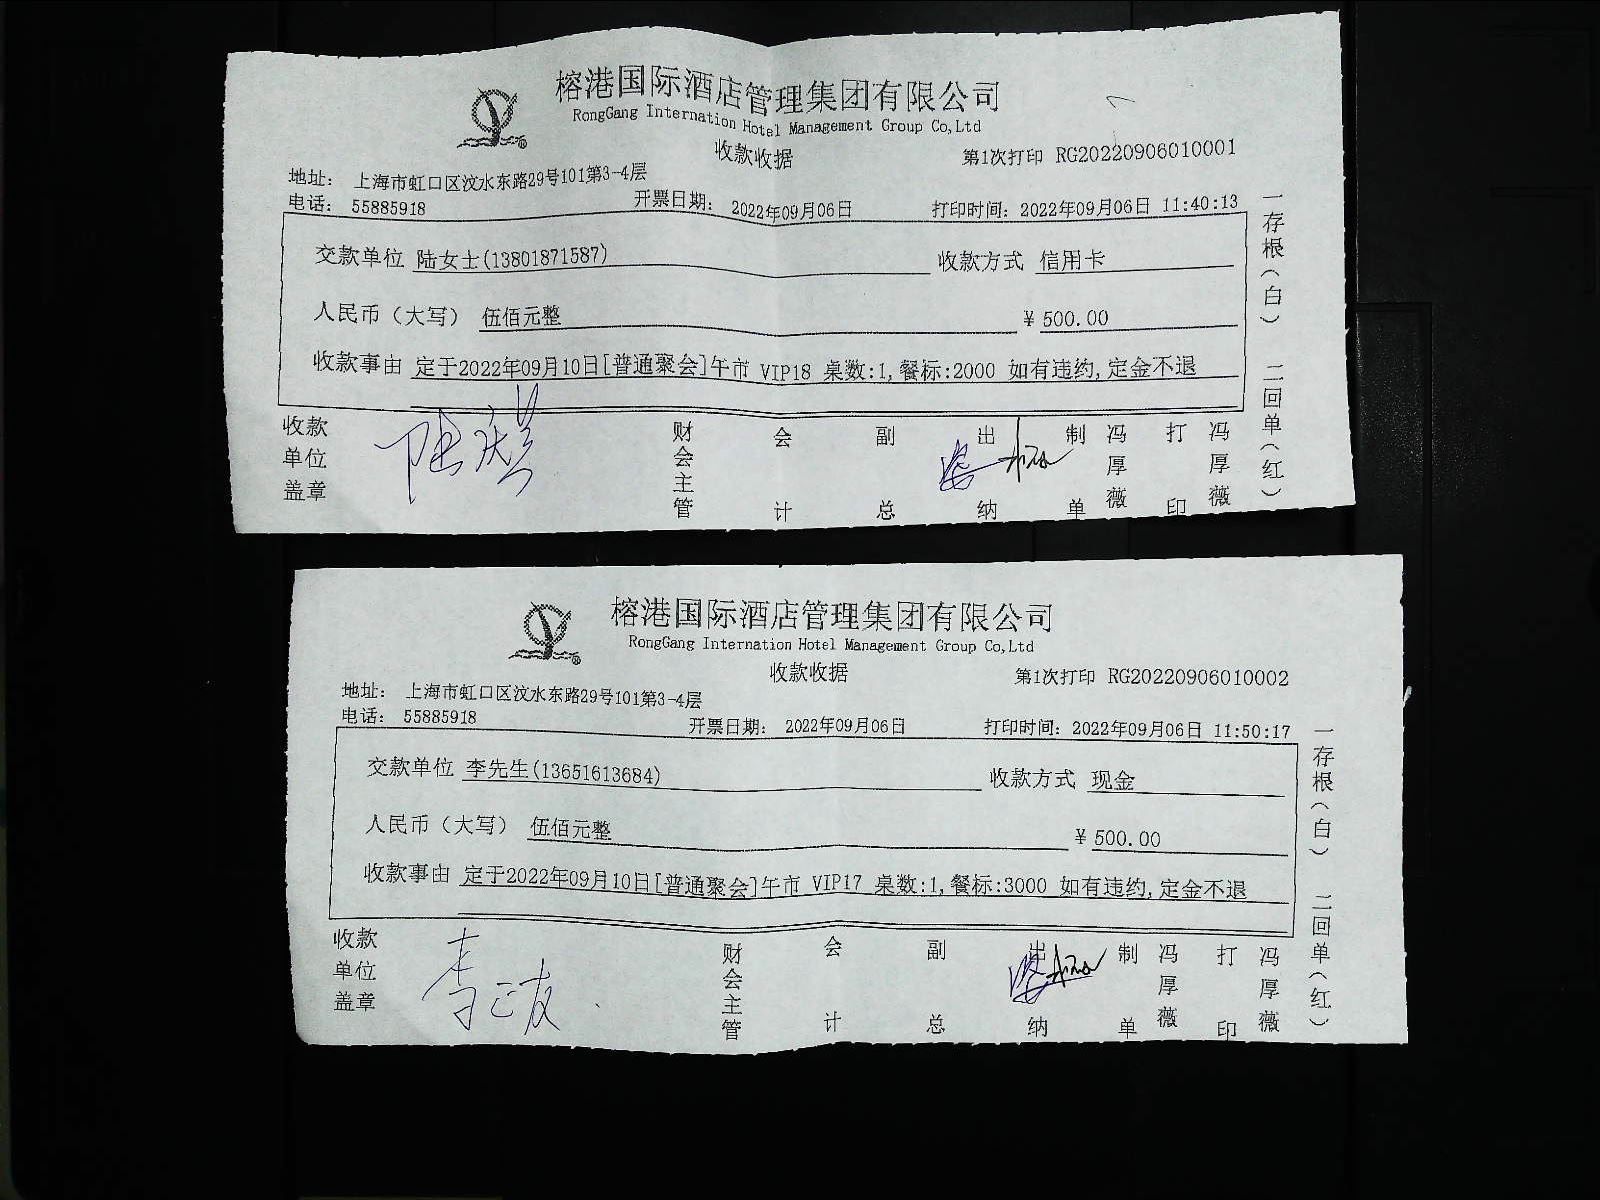 榕港国际酒店管理集团有限公司
RongGang Internation Hotel Management Group Co,Ltd
收款收据
第1次打印 RG20220906010001
地址： 上海市虹口区汶水东路29号101第3-4层
电话： 55885918 开票日期： 2022年09月06日 打印时间：2022年09月06日 11:40:13
交款单位 陆女士(13801871587) 收款方式 信用卡
人民币（大写） 伍佰元整 ¥500.00
收款事由 定于2022年09月10日[普通聚会]午市 VIP18 桌数:1,餐标:2000 如有违约,定金不退
收款单位盖章 财会主管 会计 副总 出纳 制单 冯厚薇 打印 冯厚薇
一存根（白） 二回单（红）
榕港国际酒店管理集团有限公司
RongGang Internation Hotel Management Group Co,Ltd
收款收据
第1次打印 RG20220906010002
地址： 上海市虹口区汶水东路29号101第3-4层
电话： 55885918 开票日期： 2022年09月06日 打印时间：2022年09月06日 11:50:17
交款单位 李先生(13651613684) 收款方式 现金
人民币（大写） 伍佰元整 ¥500.00
收款事由 定于2022年09月10日[普通聚会]午市 VIP17 桌数:1,餐标:3000 如有违约,定金不退
收款单位盖章 李正友 财会主管 会计 副总 出纳 制单 冯厚薇 打印 冯厚薇
一存根（白） 二回单（红）